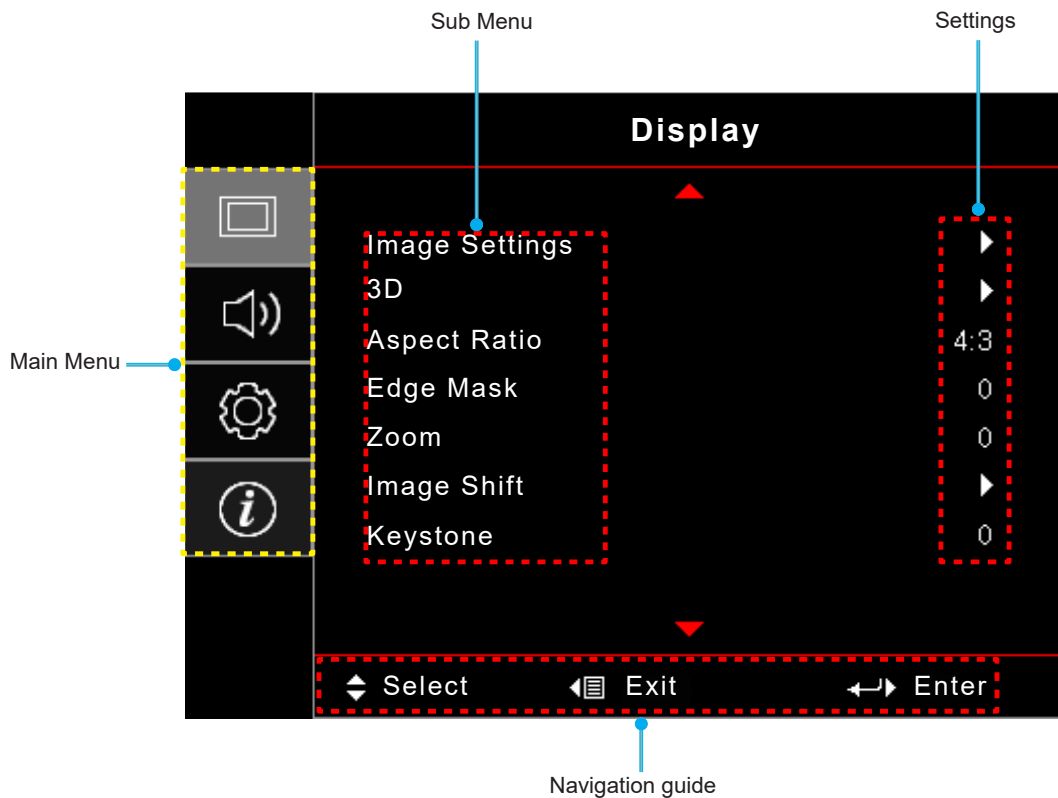 Sub Menu
Settings
Display
Image Settings
3D
Aspect Ratio 4:3
Edge Mask 0
Zoom 0
Image Shift
Keystone 0
Main Menu
Select Exit Enter
Navigation guide